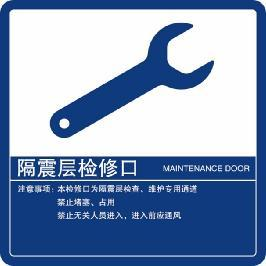 隔震层检修口 MAINTENANCE DOOR
注意事项：本检修口为隔震层检查、维护专用通道
禁止堵塞、占用
禁止无关人员进入，进入前应通风